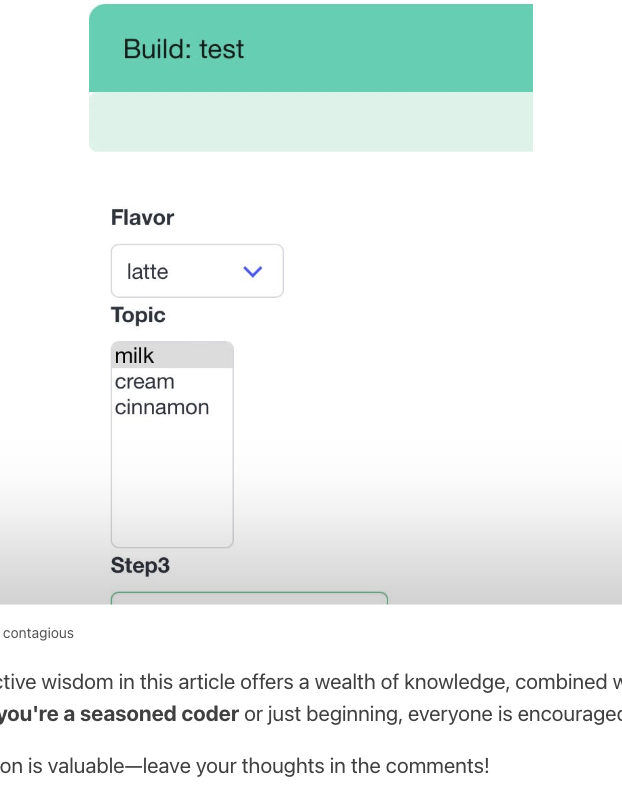 Build: test
Flavor
latte
Topic
milk
cream
cinnamon
Step3
contagious
ctive wisdom in this article offers a wealth of knowledge, combined w
you're a seasoned coder or just beginning, everyone is encouraged
on is valuable—leave your thoughts in the comments!